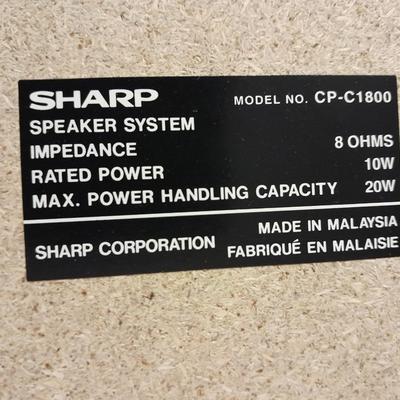 SHARP MODEL NO. CP-C1800
SPEAKER SYSTEM
IMPEDANCE 8 OHMS
RATED POWER 10W
MAX. POWER HANDLING CAPACITY 20W
SHARP CORPORATION MADE IN MALAYSIA
FABRIQUÉ EN MALAISIE